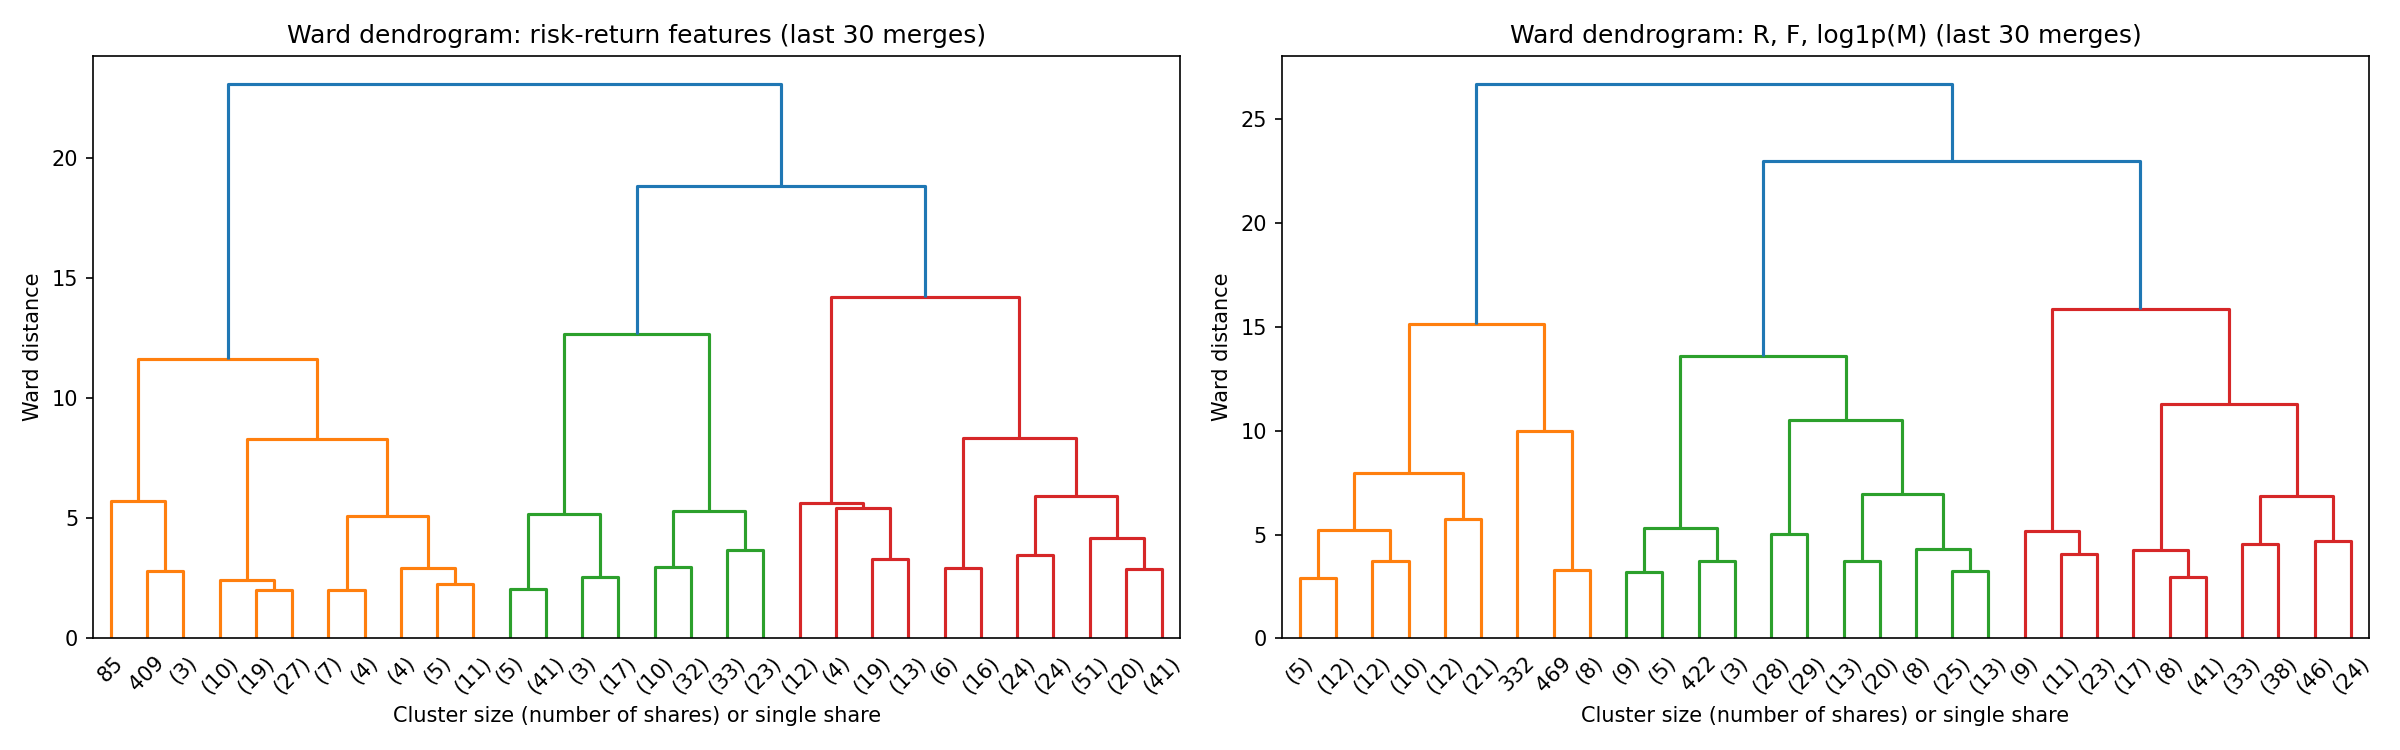 Ward dendrogram: risk-return features (last 30 merges)
Ward distance
20
15
10
5
0
85 409 (3) (10) (19) (27) (7) (4) (4) (5) (11) (5) (41) (3) (17) (10) (32) (33) (23) (12) (4) (19) (13) (6) (16) (24) (24) (51) (20) (41)
Cluster size (number of shares) or single share
Ward dendrogram: R, F, log1p(M) (last 30 merges)
Ward distance
25
20
15
10
5
0
(5) (12) (12) (10) (12) (21) 332 469 (8) (9) (5) 422 (3) (28) (29) (13) (20) (8) (25) (13) (9) (11) (23) (17) (8) (41) (33) (38) (46) (24)
Cluster size (number of shares) or single share